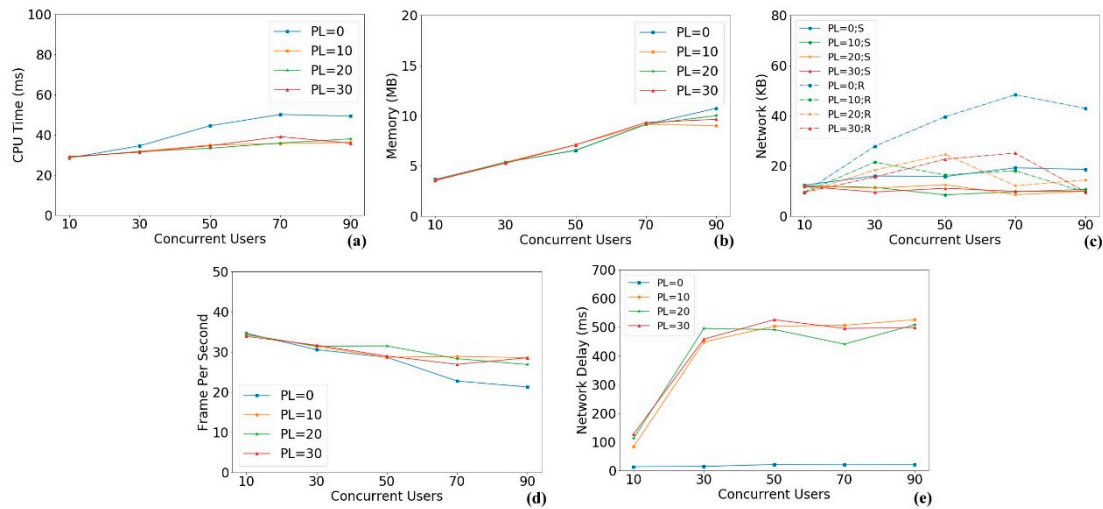 100
80
60
40
20
0
CPU Time (ms)
PL=0
PL=10
PL=20
PL=30
10 30 50 70 90
Concurrent Users
(a)
20
15
10
5
0
Memory (MB)
PL=0
PL=10
PL=20
PL=30
10 30 50 70 90
Concurrent Users
(b)
80
60
40
20
0
Network (KB)
PL=0;S
PL=10;S
PL=20;S
PL=30;S
PL=0;R
PL=10;R
PL=20;R
PL=30;R
10 30 50 70 90
Concurrent Users
(c)
50
40
30
20
10
0
Frame Per Second
PL=0
PL=10
PL=20
PL=30
10 30 50 70 90
Concurrent Users
(d)
700
600
500
400
300
200
100
0
Network Delay (ms)
PL=0
PL=10
PL=20
PL=30
10 30 50 70 90
Concurrent Users
(e)